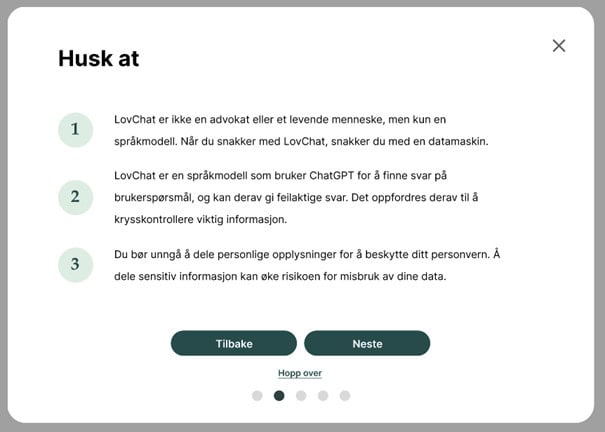 Husk at
1
LovChat er ikke en advokat eller et levende menneske, men kun en
språkmodell. Når du snakker med LovChat, snakker du med en datamaskin.
2
LovChat er en språkmodell som bruker ChatGPT for å finne svar på
brukerspørsmål, og kan derav gi feilaktige svar. Det oppfordres derav til å
krysskontrollere viktig informasjon.
3
Du bør unngå å dele personlige opplysninger for å beskytte ditt personvern. Å
dele sensitiv informasjon kan øke risikoen for misbruk av dine data.
Tilbake
Neste
Hopp over